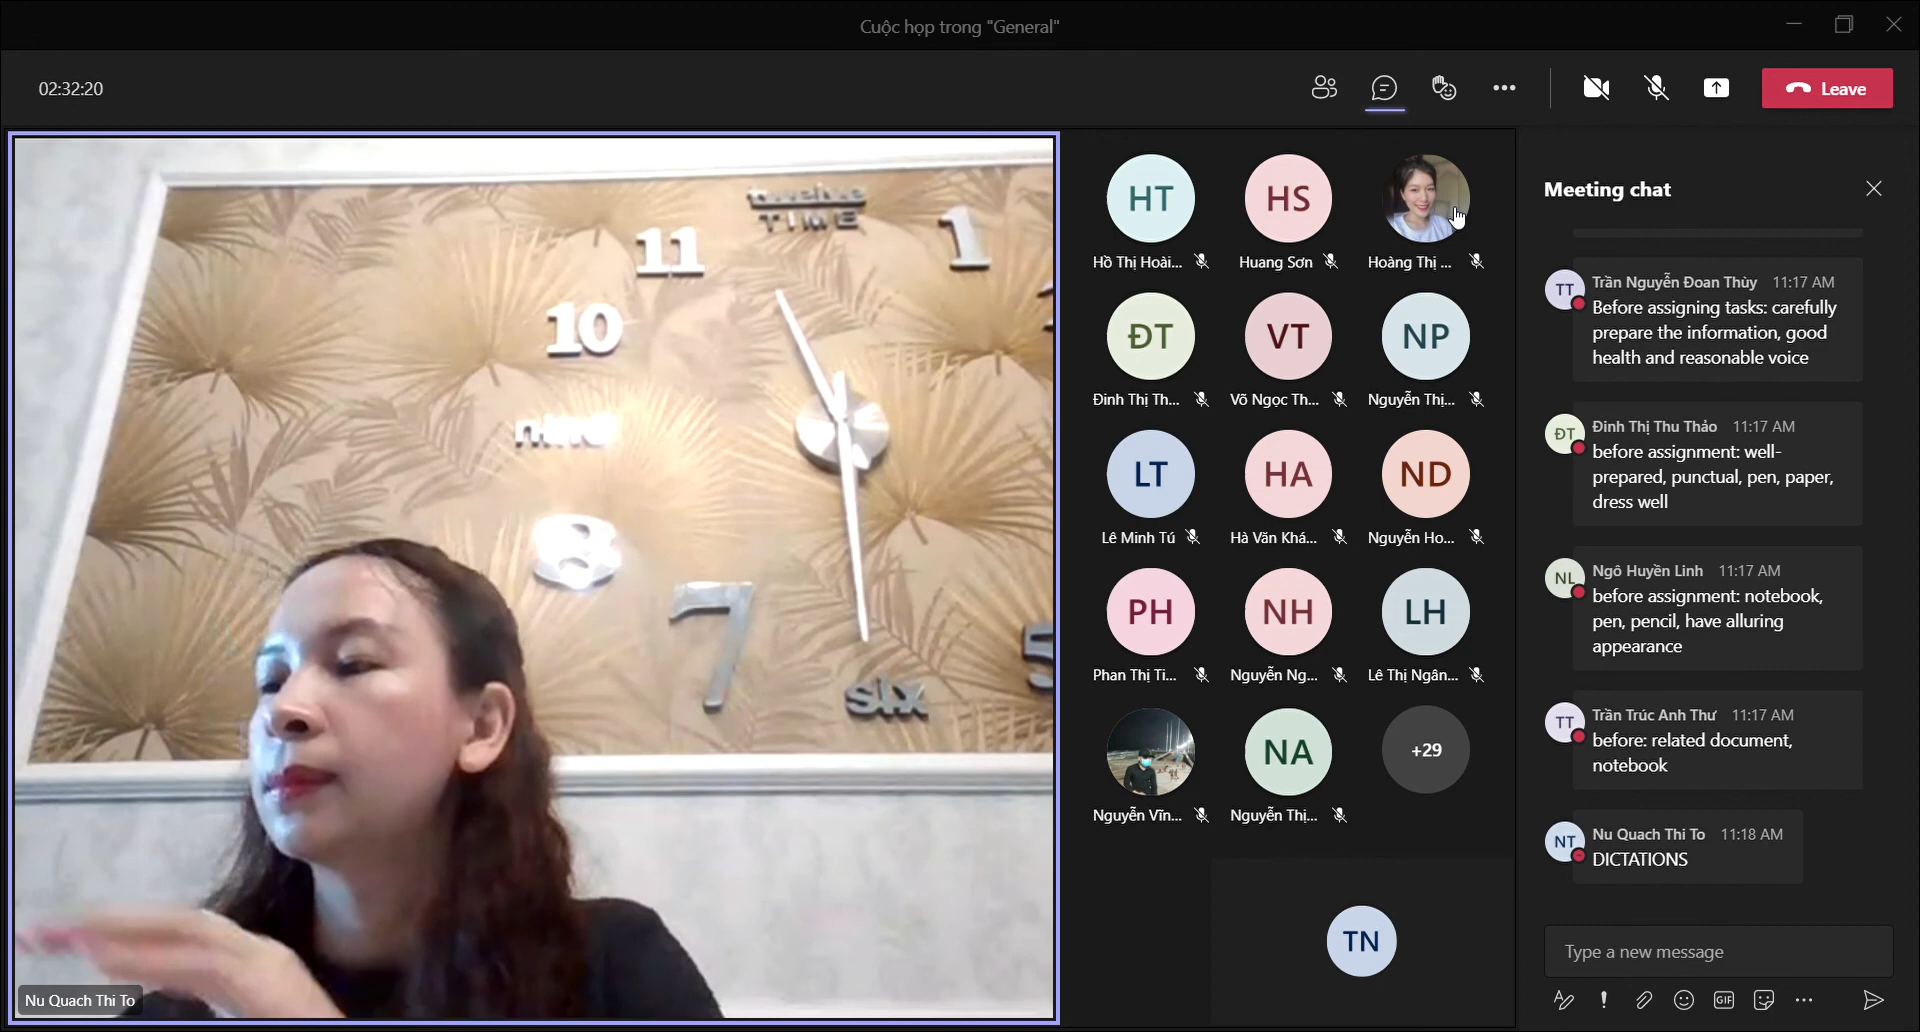 Cuộc họp trong "General"
02:32:20
Leave
twelve
TIME
11
1
10
nine
8
7
5
six
Nu Quach Thi To
HT
HS
Hồ Thị Hoài...
Huang Sơn
Hoàng Thị ...
ĐT
VT
NP
Đinh Thị Th...
Võ Ngọc Th...
Nguyễn Thị...
LT
HA
ND
Lê Minh Tú
Hà Văn Khá...
Nguyễn Ho...
PH
NH
LH
Phan Thị Ti...
Nguyễn Ng...
Lê Thị Ngân...
NA
+29
Nguyễn Vĩn...
Nguyễn Thị...
TN
Meeting chat
TT
Trần Nguyễn Đoan Thùy 11:17 AM
Before assigning tasks: carefully
prepare the information, good
health and reasonable voice
ĐT
Đinh Thị Thu Thảo 11:17 AM
before assignment: well-
prepared, punctual, pen, paper,
dress well
NL
Ngô Huyền Linh 11:17 AM
before assignment: notebook,
pen, pencil, have alluring
appearance
TT
Trần Trúc Anh Thư 11:17 AM
before: related document,
notebook
NT
Nu Quach Thi To 11:18 AM
DICTATIONS
Type a new message
GIF